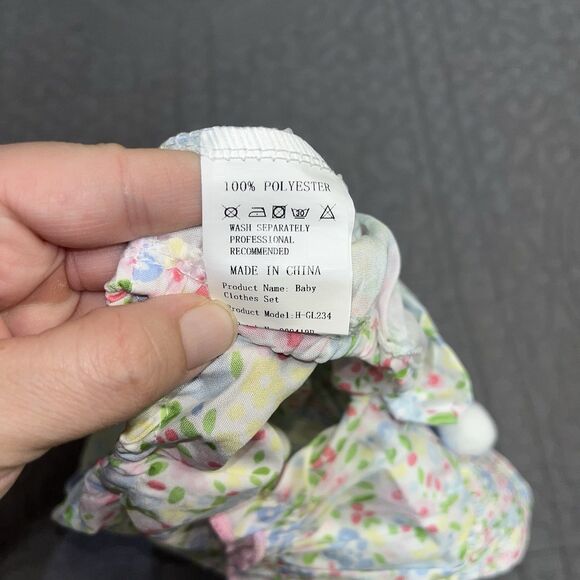 100% POLYESTER
WASH SEPARATELY
PROFESSIONAL
RECOMMENDED
MADE IN CHINA
Product Name: Baby
Clothes Set
Product Model:H-GL234